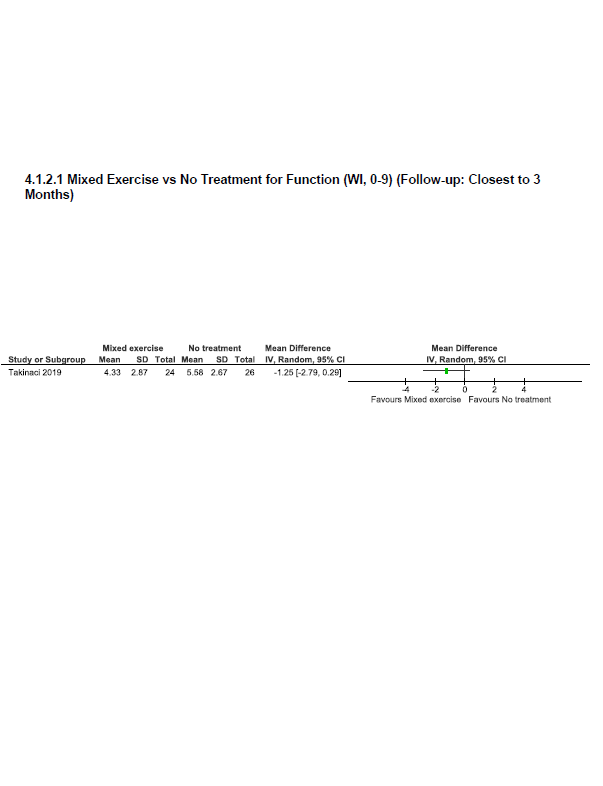 4.1.2.1 Mixed Exercise vs No Treatment for Function (WI, 0-9) (Follow-up: Closest to 3
Months)
Mixed exercise No treatment Mean Difference Mean Difference
Study or Subgroup Mean SD Total Mean SD Total IV, Random, 95% CI IV, Random, 95% CI
Takinaci 2019 4.33 2.87 24 5.58 2.67 26 -1.25 [-2.79, 0.29]
-4 -2 0 2 4
Favours Mixed exercise Favours No treatment